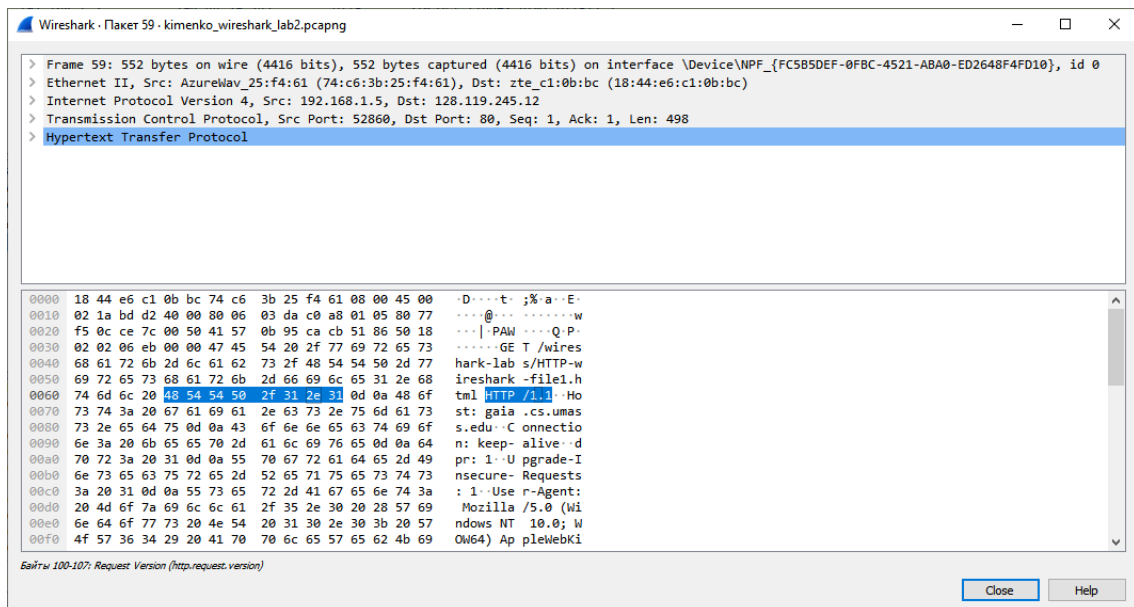 Wireshark · Пакет 59 · kimenko_wireshark_lab2.pcapng
> Frame 59: 552 bytes on wire (4416 bits), 552 bytes captured (4416 bits) on interface \Device\NPF_{FC5B5DEF-0FBC-4521-ABA0-ED2648F4FD10}, id 0
> Ethernet II, Src: AzureWav_25:f4:61 (74:c6:3b:25:f4:61), Dst: zte_c1:0b:bc (18:44:e6:c1:0b:bc)
> Internet Protocol Version 4, Src: 192.168.1.5, Dst: 128.119.245.12
> Transmission Control Protocol, Src Port: 52860, Dst Port: 80, Seq: 1, Ack: 1, Len: 498
> Hypertext Transfer Protocol
0000 18 44 e6 c1 0b bc 74 c6 3b 25 f4 61 08 00 45 00 ·D····t· ;%·a··E·
0010 02 1a bd d2 40 00 80 06 03 da c0 a8 01 05 80 77 ····@··· ·······w
0020 f5 0c ce 7c 00 50 41 57 0b 95 ca cb 51 86 50 18 ···|·PAW ····Q·P·
0030 02 02 06 eb 00 00 47 45 54 20 2f 77 69 72 65 73 ······GE T /wires
0040 68 61 72 6b 2d 6c 61 62 73 2f 48 54 54 50 2d 77 hark-lab s/HTTP-w
0050 69 72 65 73 68 61 72 6b 2d 66 69 6c 65 31 2e 68 ireshark -file1.h
0060 74 6d 6c 20 48 54 54 50 2f 31 2e 31 0d 0a 48 6f tml HTTP /1.1··Ho
0070 73 74 3a 20 67 61 69 61 2e 63 73 2e 75 6d 61 73 st: gaia .cs.umas
0080 73 2e 65 64 75 0d 0a 43 6f 6e 6e 65 63 74 69 6f s.edu··C onnectio
0090 6e 3a 20 6b 65 65 70 2d 61 6c 69 76 65 0d 0a 64 n: keep- alive··d
00a0 70 72 3a 20 31 0d 0a 55 70 67 72 61 64 65 2d 49 pr: 1··U pgrade-I
00b0 6e 73 65 63 75 72 65 2d 52 65 71 75 65 73 74 73 nsecure- Requests
00c0 3a 20 31 0d 0a 55 73 65 72 2d 41 67 65 6e 74 3a : 1··Use r-Agent:
00d0 20 4d 6f 7a 69 6c 6c 61 2f 35 2e 30 20 28 57 69 Mozilla /5.0 (Wi
00e0 6e 64 6f 77 73 20 4e 54 20 31 30 2e 30 3b 20 57 ndows NT 10.0; W
00f0 4f 57 36 34 29 20 41 70 70 6c 65 57 65 62 4b 69 OW64) Ap pleWebKi
Байты 100-107: Request Version (http.request.version)
Close Help